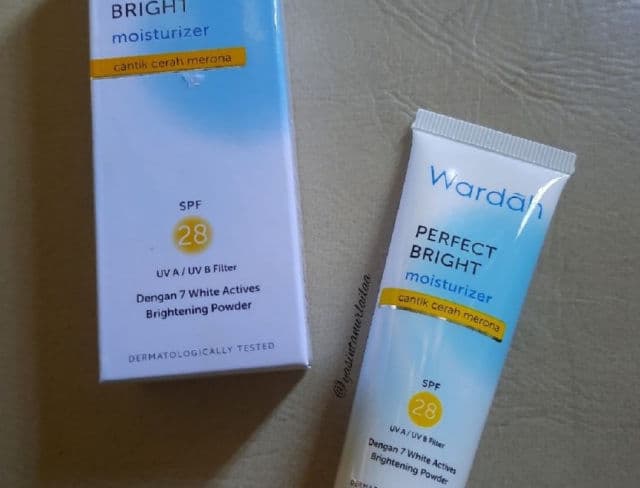 BRIGHT
moisturizer
cantik cerah merona
SPF
28
UV A / UV B Filter
Dengan 7 White Actives
Brightening Powder
DERMATOLOGICALLY TESTED
Wardah
PERFECT
BRIGHT
moisturizer
cantik cerah merona
SPF
28
UV A / UV B Filter
Dengan 7 White Actives
Brightening Powder